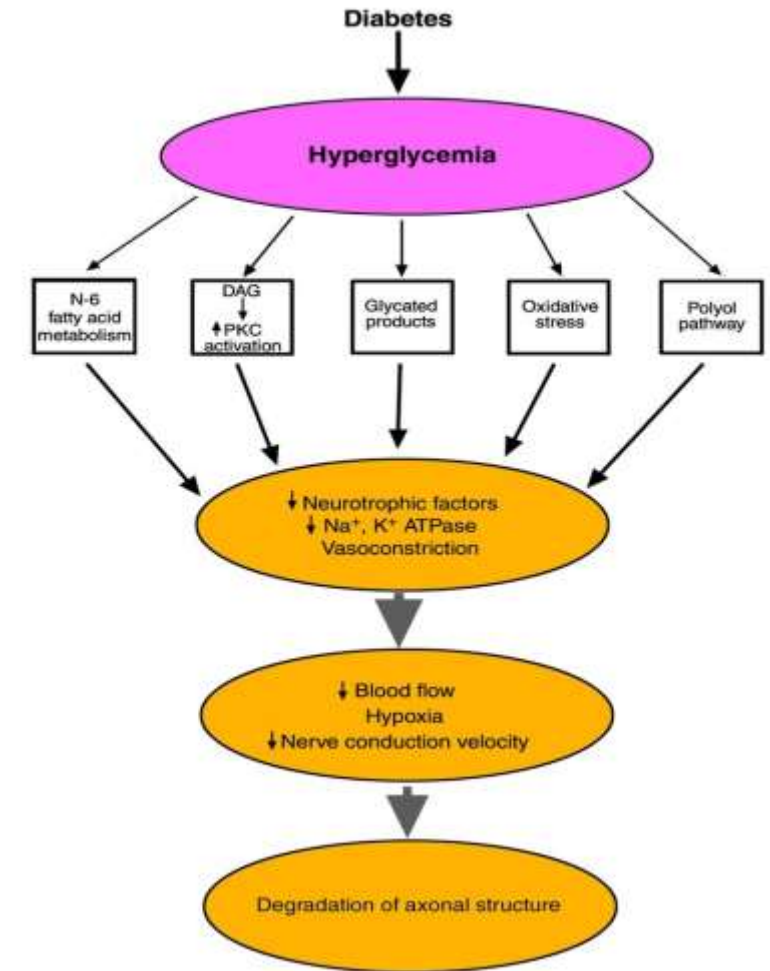 Diabetes
Hyperglycemia
N-6
fatty acid
metabolism
DAG
↓
↑PKC
activation
Glycated
products
Oxidative
stress
Polyol
pathway
↓ Neurotrophic factors
↓ Na⁺, K⁺ ATPase
Vasoconstriction
↓ Blood flow
Hypoxia
↓ Nerve conduction velocity
Degradation of axonal structure